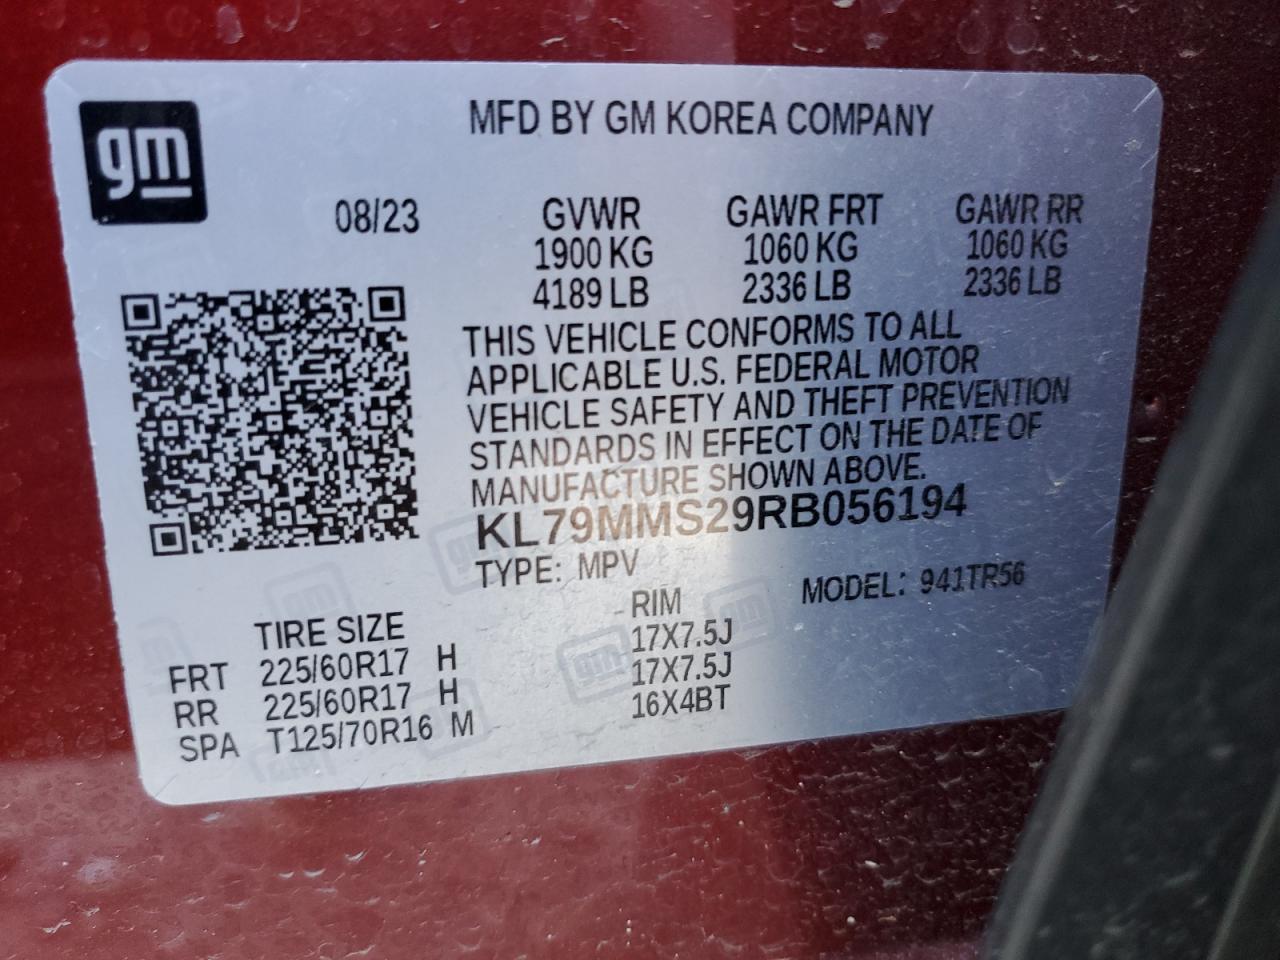 gm
MFD BY GM KOREA COMPANY
08/23 GVWR GAWR FRT GAWR RR
1900 KG 1060 KG 1060 KG
4189 LB 2336 LB 2336 LB
THIS VEHICLE CONFORMS TO ALL
APPLICABLE U.S. FEDERAL MOTOR
VEHICLE SAFETY AND THEFT PREVENTION
STANDARDS IN EFFECT ON THE DATE OF
MANUFACTURE SHOWN ABOVE.
KL79MMS29RB056194
TYPE: MPV MODEL: 941TR56
TIRE SIZE RIM
FRT 225/60R17 H 17X7.5J
RR 225/60R17 H 17X7.5J
SPA T125/70R16 M 16X4BT